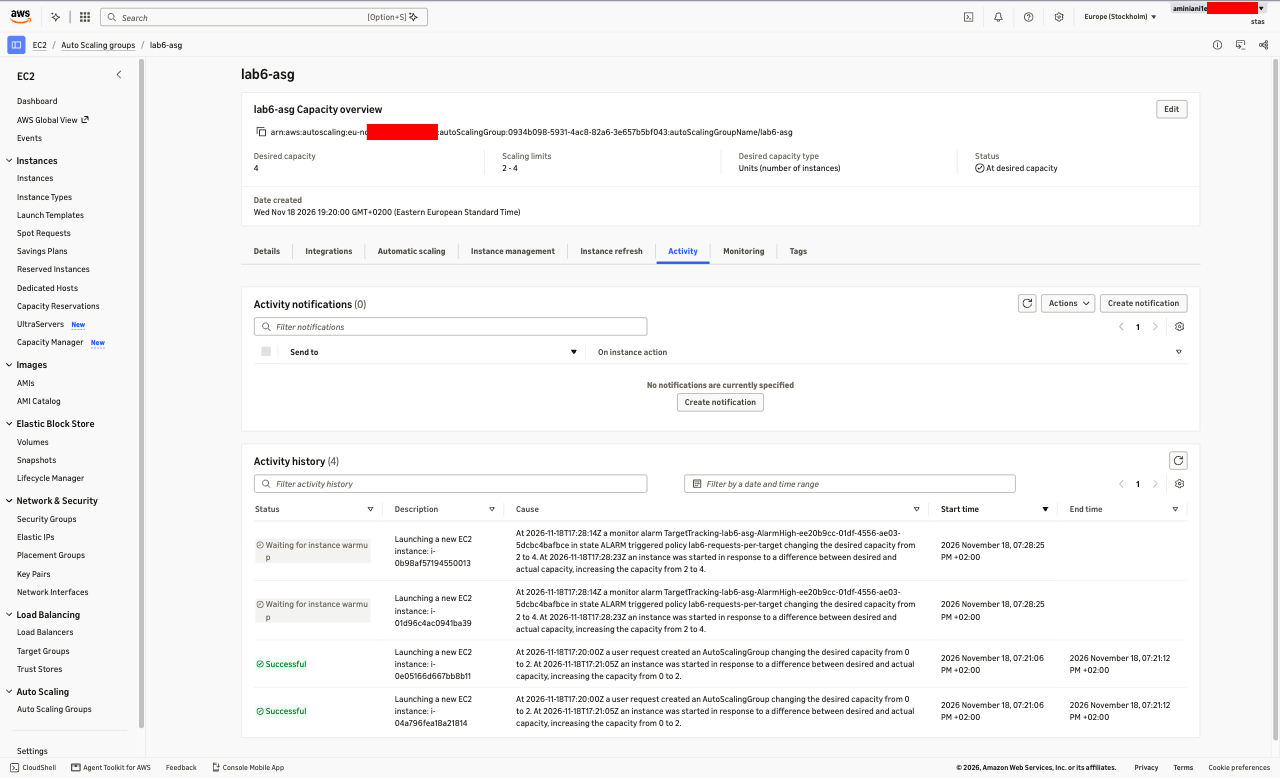 aws
Search
[Option+S]
Europe (Stockholm)
aminiani1e
stas
EC2 / Auto Scaling groups / lab6-asg
EC2
Dashboard
AWS Global View
Events
Instances
Instances
Instance Types
Launch Templates
Spot Requests
Savings Plans
Reserved Instances
Dedicated Hosts
Capacity Reservations
UltraServers New
Capacity Manager New
Images
AMIs
AMI Catalog
Elastic Block Store
Volumes
Snapshots
Lifecycle Manager
Network & Security
Security Groups
Elastic IPs
Placement Groups
Key Pairs
Network Interfaces
Load Balancing
Load Balancers
Target Groups
Trust Stores
Auto Scaling
Auto Scaling Groups
Settings
lab6-asg
lab6-asg Capacity overview
Edit
arn:aws:autoscaling:eu-no
:autoScalingGroup:0934b098-5931-4ac8-82a6-3e657b5bf043:autoScalingGroupName/lab6-asg
Desired capacity
4
Scaling limits
2 - 4
Desired capacity type
Units (number of instances)
Status
At desired capacity
Date created
Wed Nov 18 2026 19:20:00 GMT+0200 (Eastern European Standard Time)
Details
Integrations
Automatic scaling
Instance management
Instance refresh
Activity
Monitoring
Tags
Activity notifications (0)
Actions
Create notification
Filter notifications
1
Send to
On instance action
No notifications are currently specified
Create notification
Activity history (4)
Filter activity history
Filter by a date and time range
1
Status
Description
Cause
Start time
End time
Waiting for instance warmu
p
Launching a new EC2
instance: i-
0b98af57194550013
At 2026-11-18T17:28:14Z a monitor alarm TargetTracking-lab6-asg-AlarmHigh-ee20b9cc-01df-4556-ae03-
5dcbc4bafbce in state ALARM triggered policy lab6-requests-per-target changing the desired capacity from
2 to 4. At 2026-11-18T17:28:23Z an instance was started in response to a difference between desired and
actual capacity, increasing the capacity from 2 to 4.
2026 November 18, 07:28:25
PM +02:00
Waiting for instance warmu
p
Launching a new EC2
instance: i-
01d96c4ac0941ba39
At 2026-11-18T17:28:14Z a monitor alarm TargetTracking-lab6-asg-AlarmHigh-ee20b9cc-01df-4556-ae03-
5dcbc4bafbce in state ALARM triggered policy lab6-requests-per-target changing the desired capacity from
2 to 4. At 2026-11-18T17:28:23Z an instance was started in response to a difference between desired and
actual capacity, increasing the capacity from 2 to 4.
2026 November 18, 07:28:25
PM +02:00
Successful
Launching a new EC2
instance: i-
0e05166d667bb8b11
At 2026-11-18T17:20:00Z a user request created an AutoScalingGroup changing the desired capacity from 0
to 2. At 2026-11-18T17:21:05Z an instance was started in response to a difference between desired and actual
capacity, increasing the capacity from 0 to 2.
2026 November 18, 07:21:06
PM +02:00
2026 November 18, 07:21:12
PM +02:00
Successful
Launching a new EC2
instance: i-
04a796fea18a21814
At 2026-11-18T17:20:00Z a user request created an AutoScalingGroup changing the desired capacity from 0
to 2. At 2026-11-18T17:21:05Z an instance was started in response to a difference between desired and actual
capacity, increasing the capacity from 0 to 2.
2026 November 18, 07:21:06
PM +02:00
2026 November 18, 07:21:12
PM +02:00
CloudShell
Agent Toolkit for AWS
Feedback
Console Mobile App
© 2026, Amazon Web Services, Inc. or its affiliates.
Privacy
Terms
Cookie preferences